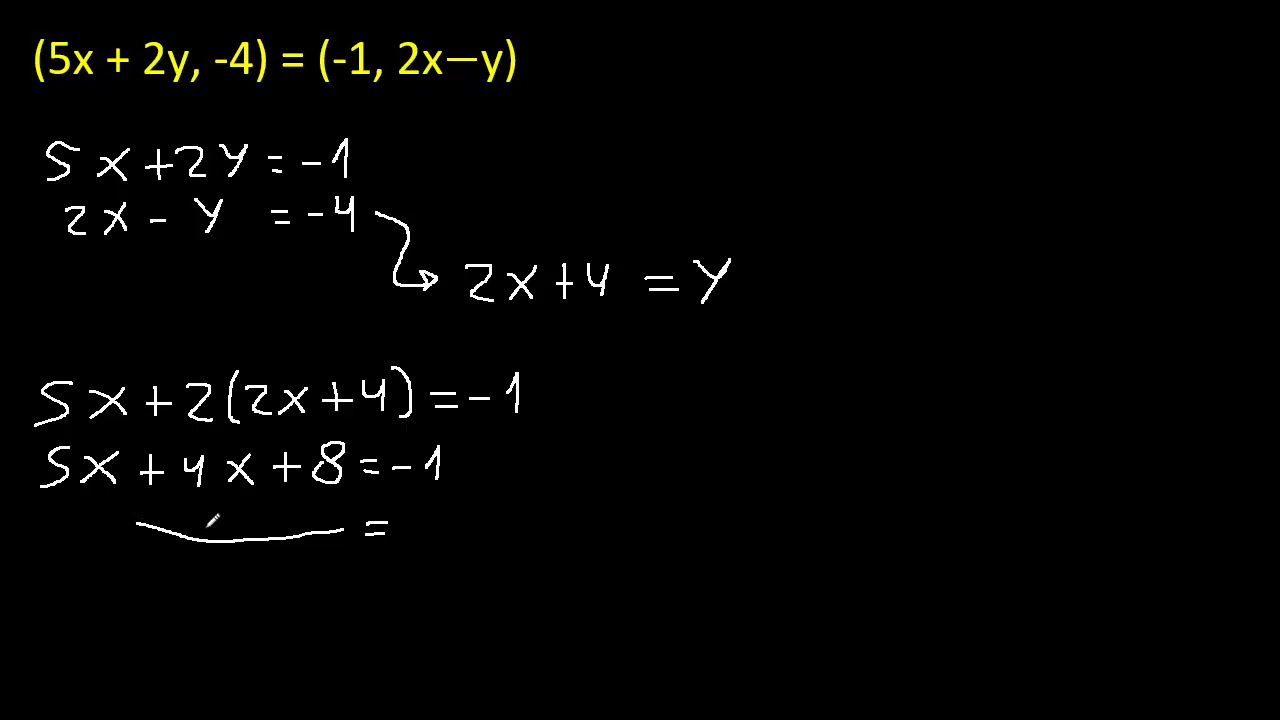 (5x + 2y, -4) = (-1, 2x—y)
5x+2y=-1
2x-y=-4
2x+4=y
5x+2(2x+4)=-1
5x+4x+8=-1
=